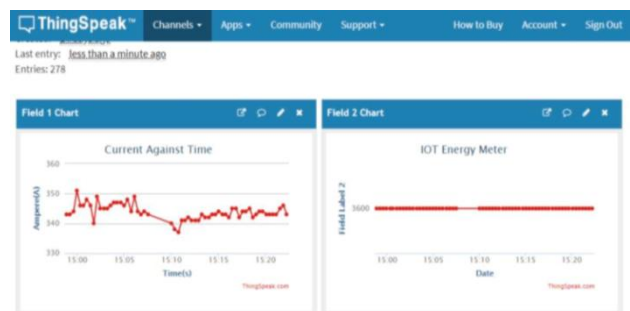 ThingSpeak™ Channels Apps Community Support How to Buy Account Sign Out
Last entry: less than a minute ago
Entries: 278
Field 1 Chart
Current Against Time
360
350
340
330
Ampere(A)
15:00 15:05 15:10 15:15 15:20
Time(s)
ThingSpeak.com
Field 2 Chart
IOT Energy Meter
Field Label 2
3600
15:00 15:05 15:10 15:15 15:20
Date
ThingSpeak.com